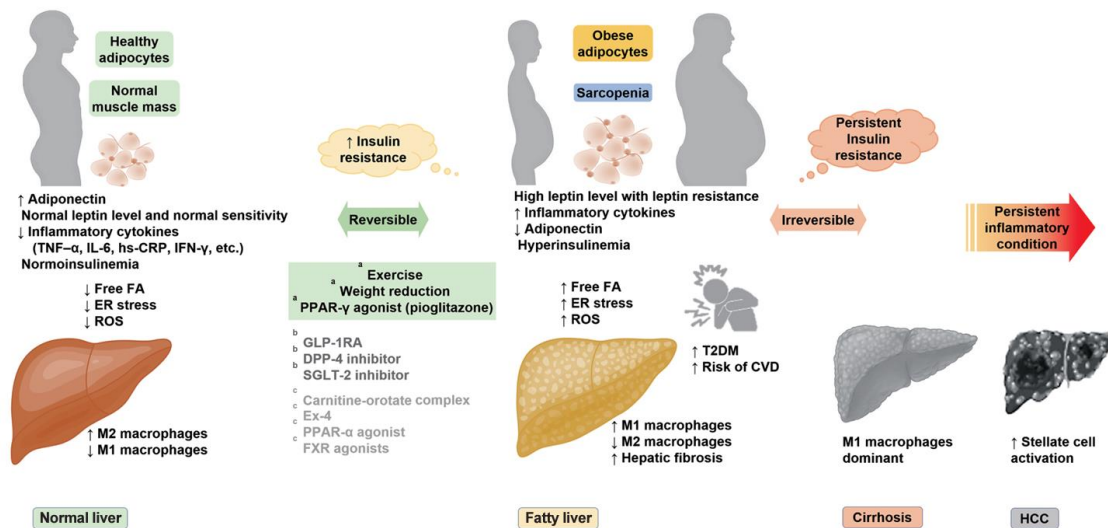 Healthy
adipocytes
Normal
muscle mass
↑ Adiponectin
Normal leptin level and normal sensitivity
↓ Inflammatory cytokines
(TNF–α, IL-6, hs-CRP, IFN-γ, etc.)
Normoinsulinemia
↓ Free FA
↓ ER stress
↓ ROS
↑ M2 macrophages
↓ M1 macrophages
Normal liver
↑ Insulin
resistance
Reversible
a Exercise
a Weight reduction
a PPAR-γ agonist (pioglitazone)
b GLP-1RA
b DPP-4 inhibitor
b SGLT-2 inhibitor
c Carnitine-orotate complex
c Ex-4
c PPAR-α agonist
c FXR agonists
Obese
adipocytes
Sarcopenia
High leptin level with leptin resistance
↑ Inflammatory cytokines
↓ Adiponectin
Hyperinsulinemia
↑ Free FA
↑ ER stress
↑ ROS
↑ T2DM
↑ Risk of CVD
↑ M1 macrophages
↓ M2 macrophages
↑ Hepatic fibrosis
Fatty liver
Persistent
Insulin
resistance
Irreversible
M1 macrophages
dominant
Cirrhosis
Persistent
inflammatory
condition
↑ Stellate cell
activation
HCC